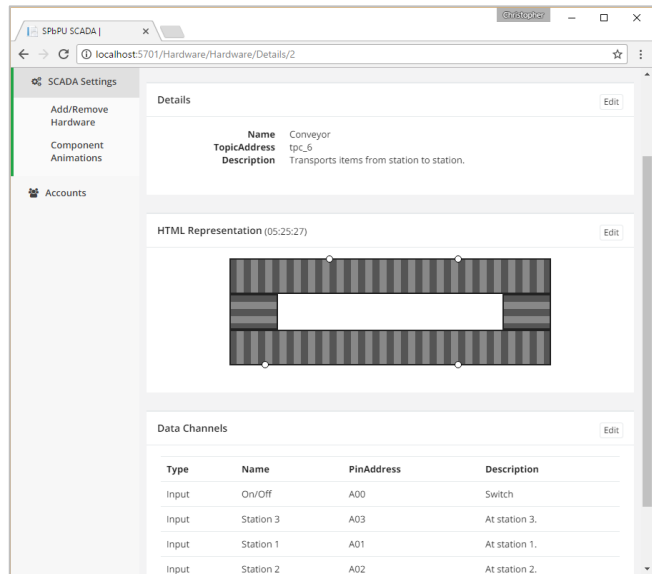 Christopher
SPbPU SCADA |
localhost:5701/Hardware/Hardware/Details/2
SCADA Settings
Add/Remove
Hardware
Component
Animations
Accounts
Details
Edit
Name Conveyor
TopicAddress tpc_6
Description Transports items from station to station.
HTML Representation (05:25:27)
Edit
Data Channels
Edit
Type Name PinAddress Description
Input On/Off A00 Switch
Input Station 3 A03 At station 3.
Input Station 1 A01 At station 1.
Input Station 2 A02 At station 2.